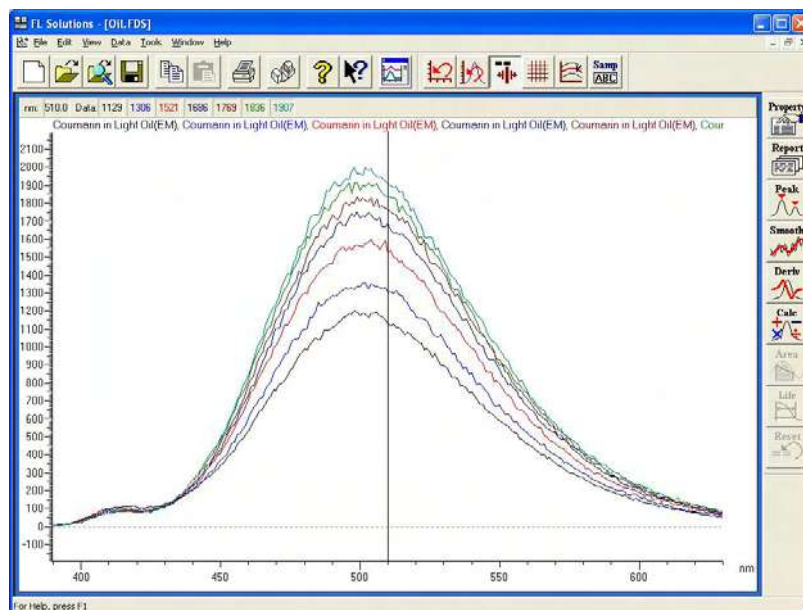 FL Solutions - [Oil.FDS]
File Edit View Data Tools Window Help
Samp
ABC
nm: 510.0 Data: 1129 1306 1521 1686 1769 1836 1907
Coumarin in Light Oil(EM), Coumarin in Light Oil(EM), Coumarin in Light Oil(EM), Coumarin in Light Oil(EM), Coumarin in Light Oil(EM), Cour
Property
Report
Peak
Smooth
Deriv
Calc
Area
Life
Reset
2100
2000
1900
1800
1700
1600
1500
1400
1300
1200
1100
1000
900
800
700
600
500
400
300
200
100
0
-100
400 450 500 550 600 nm
For Help, press F1